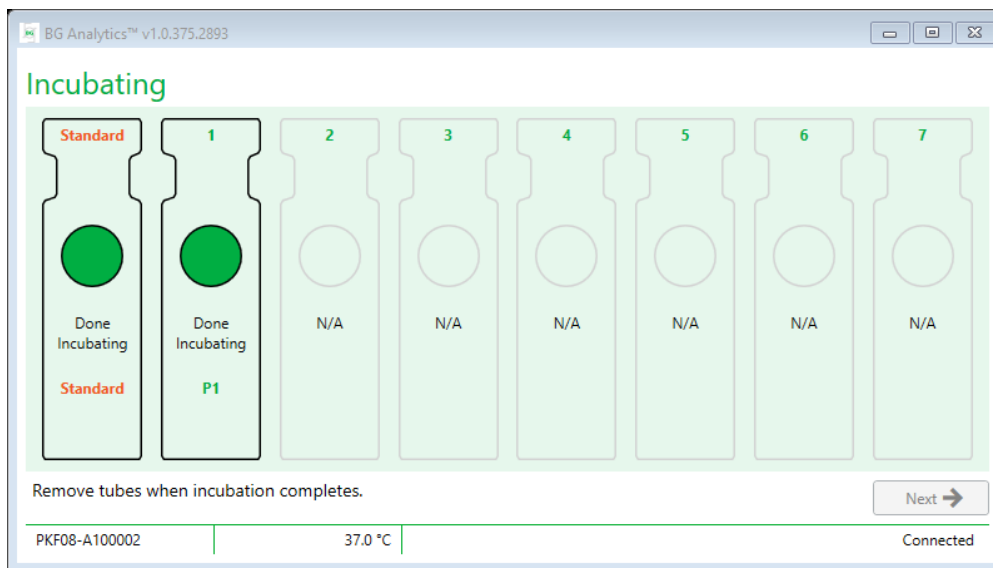 BG Analytics™ v1.0.375.2893
Incubating
Standard 1 2 3 4 5 6 7
Done Incubating Done Incubating N/A N/A N/A N/A N/A N/A
Standard P1
Remove tubes when incubation completes.
Next
PKF08-A100002 37.0 °C Connected